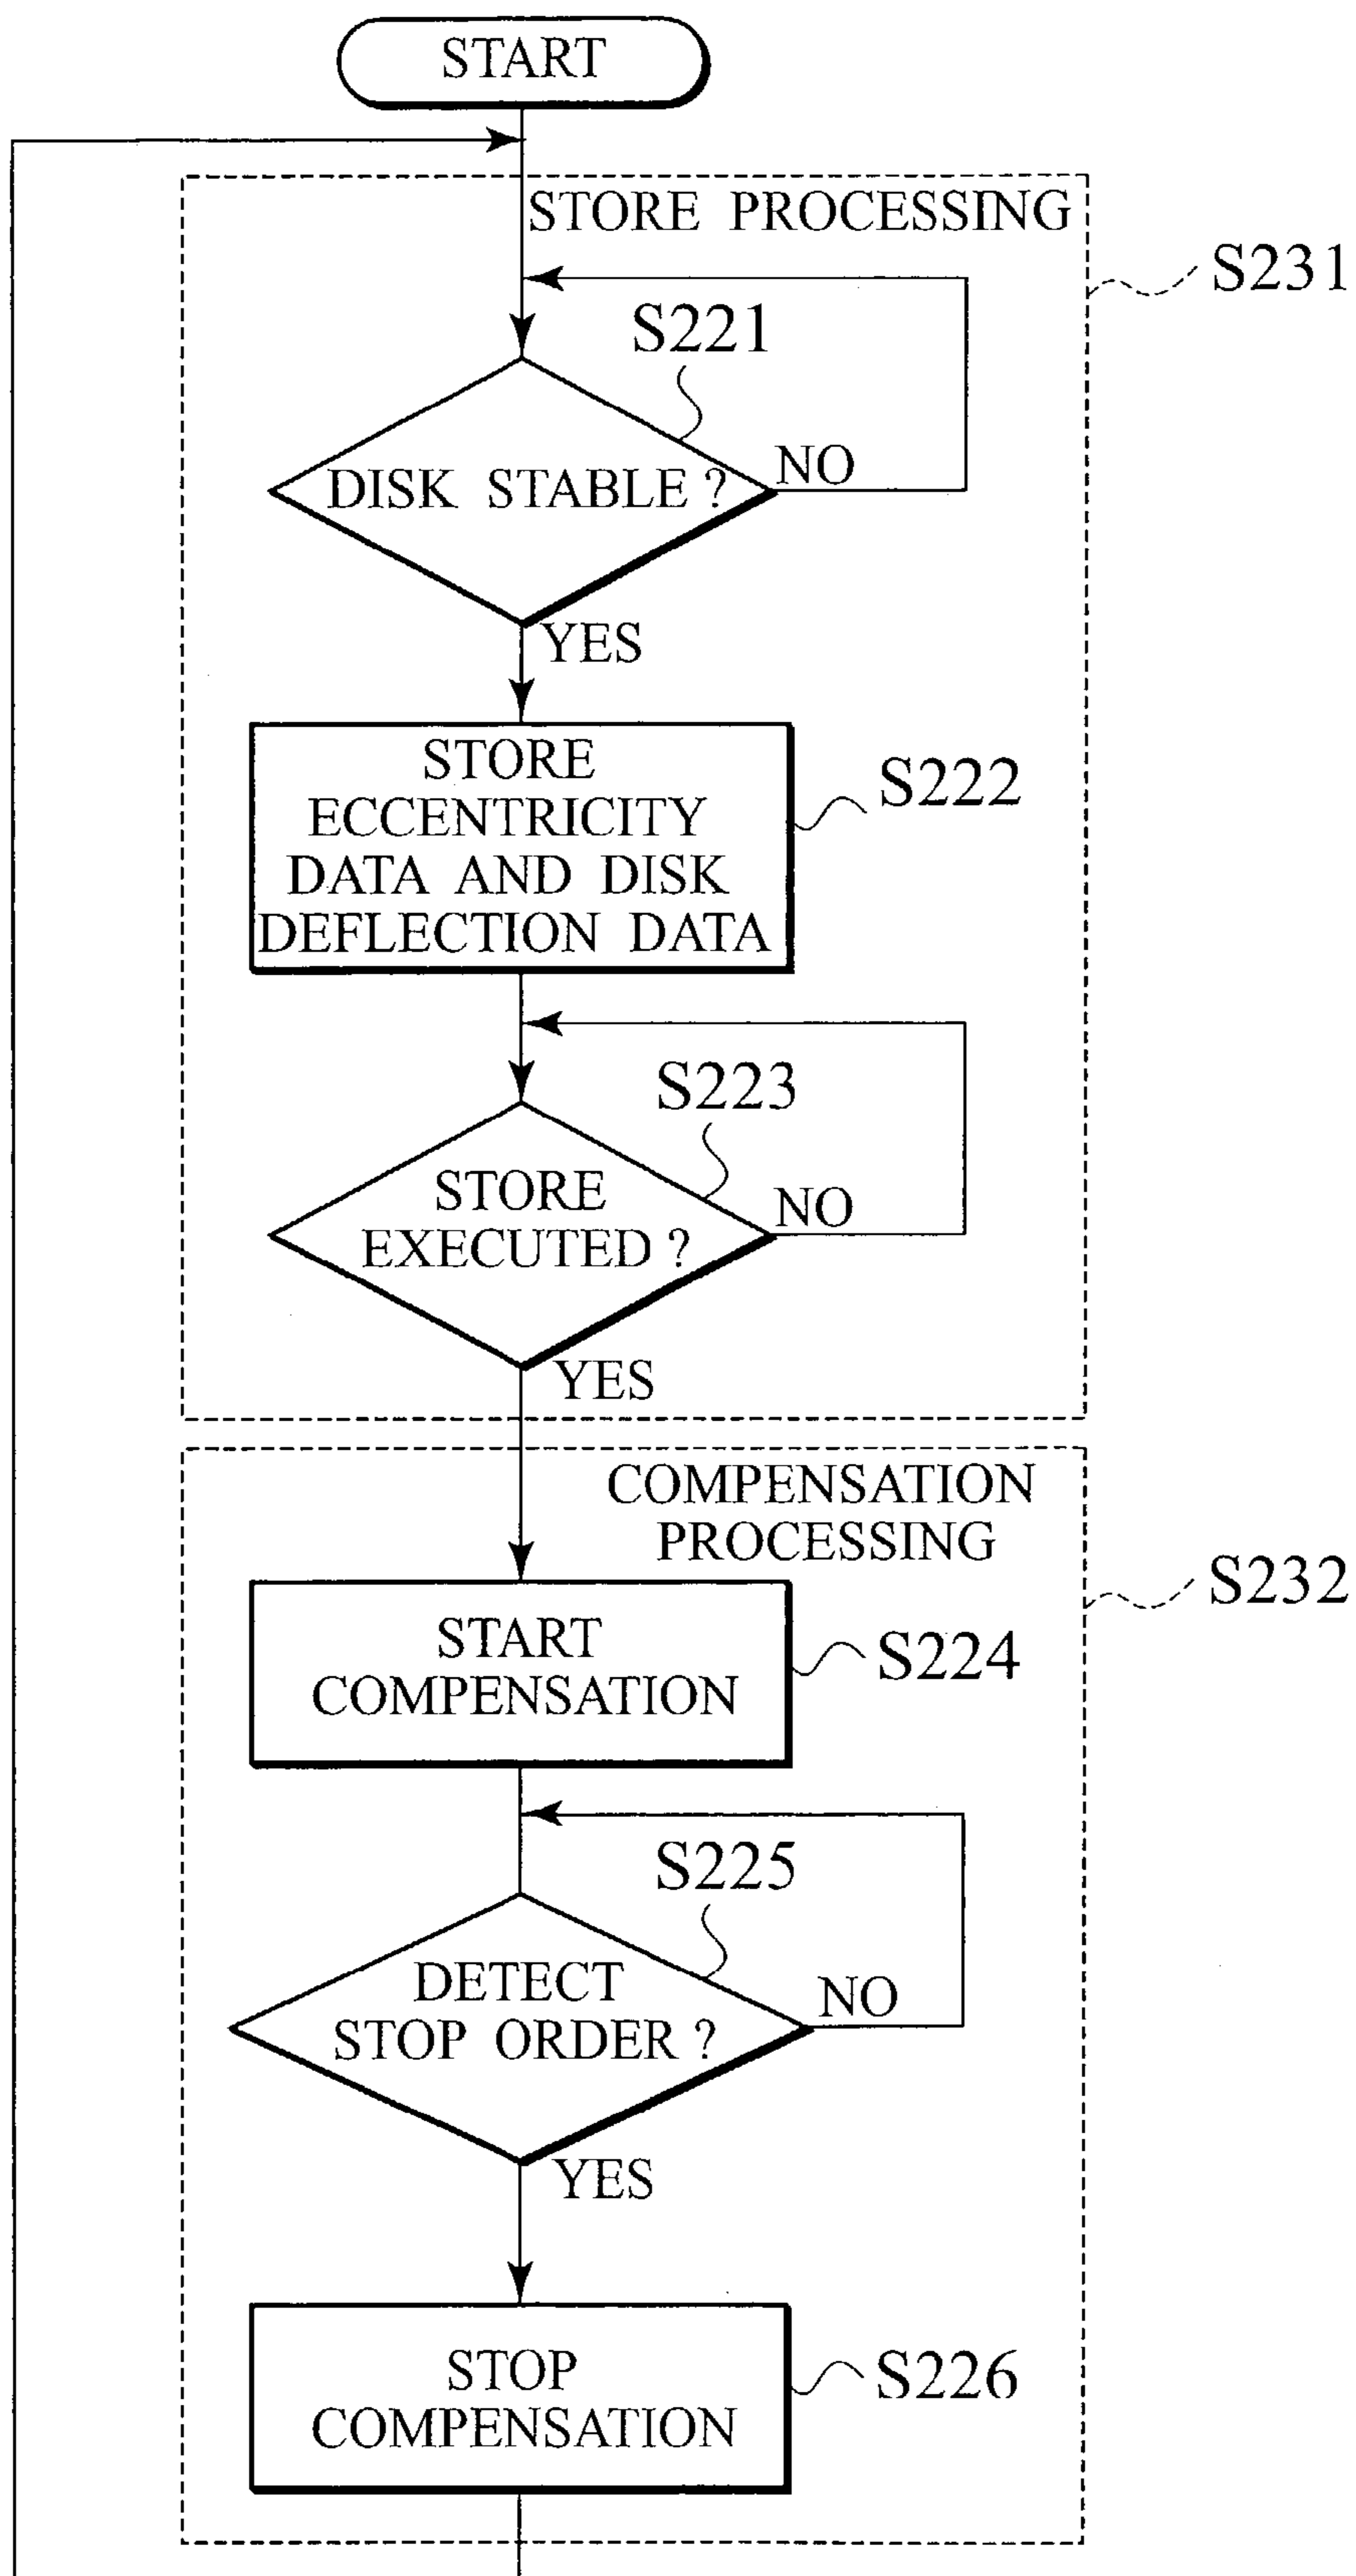 START
STORE PROCESSING
S231
S221
DISK STABLE ?
NO
YES
STORE
ECCENTRICITY
DATA AND DISK
DEFLECTION DATA
S222
S223
STORE
EXECUTED ?
NO
YES
COMPENSATION
PROCESSING
S232
START
COMPENSATION
S224
S225
DETECT
STOP ORDER ?
NO
YES
STOP
COMPENSATION
S226